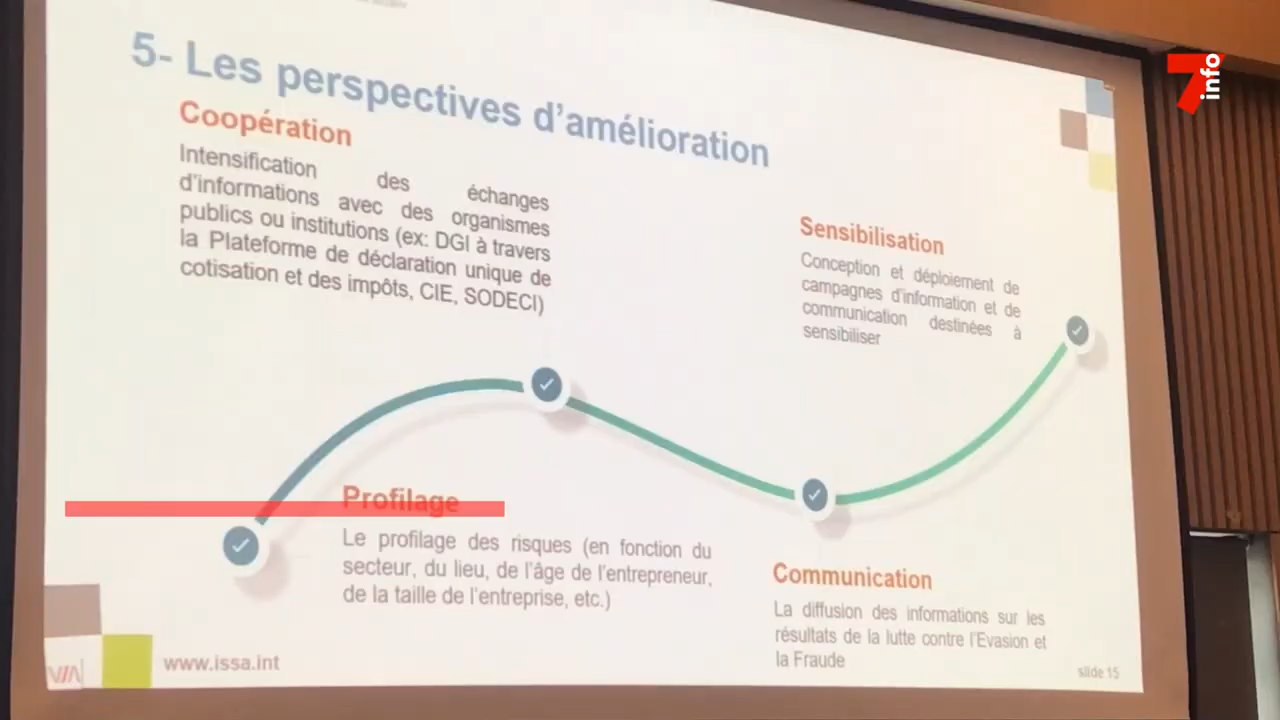 5- Les perspectives d'amélioration
Coopération
Intensification des échanges
d'informations avec des organismes
publics ou institutions (ex: DGI à travers
la Plateforme de déclaration unique de
cotisation et des impôts, CIE, SODECI)
Sensibilisation
Conception et déploiement de
campagnes d'information et de
communication destinées à
sensibiliser
Profilage
Le profilage des risques (en fonction du
secteur, du lieu, de l'âge de l'entrepreneur,
de la taille de l'entreprise, etc.)
Communication
La diffusion des informations sur les
résultats de la lutte contre l'Evasion et
la Fraude
www.issa.int
slide 15
7info